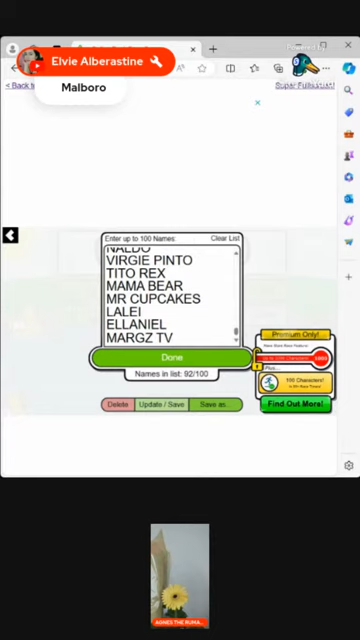 Elvie Alberastine
Malboro
< Back to
Super Fullscreen!
Enter up to 100 Names:
Clear List
NALDO
VIRGIE PINTO
TITO REX
MAMA BEAR
MR CUPCAKES
LALEI
ELLANIEL
MARGZ TV
Done
Names in list: 92/100
Delete
Update / Save
Save as...
Premium Only!
1000
Plus...
100 Characters!
Find Out More!
AGNES THE RUMA...